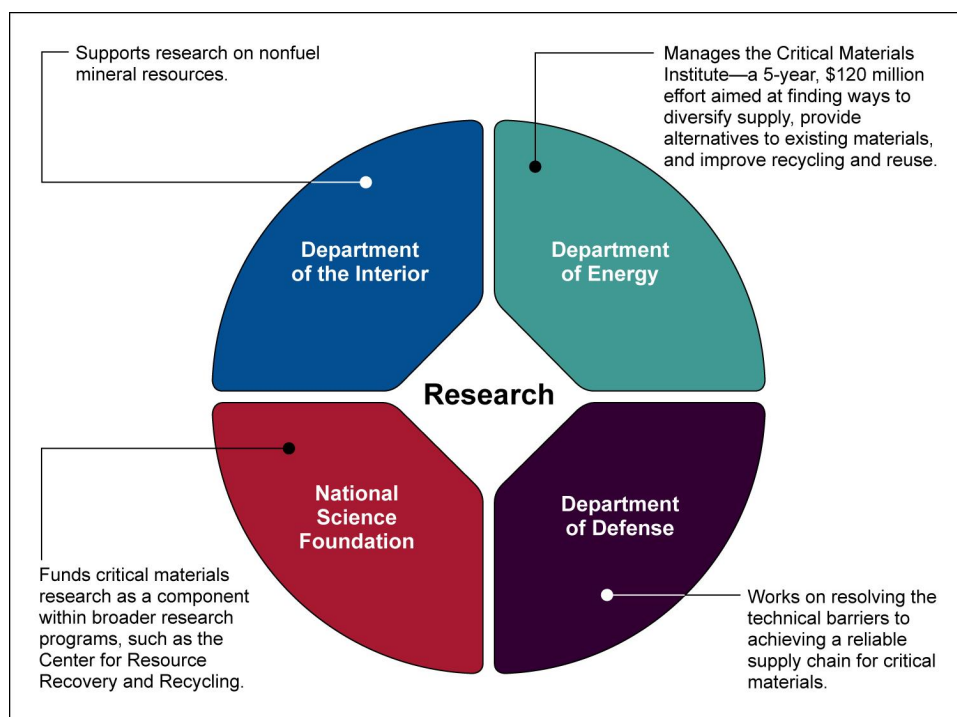 Supports research on nonfuel
mineral resources.
Manages the Critical Materials
Institute—a 5-year, $120 million
effort aimed at finding ways to
diversify supply, provide
alternatives to existing materials,
and improve recycling and reuse.
Department
of the Interior
Department
of Energy
Research
National
Science
Foundation
Department
of Defense
Funds critical materials
research as a component
within broader research
programs, such as the
Center for Resource
Recovery and Recycling.
Works on resolving the
technical barriers to
achieving a reliable
supply chain for critical
materials.